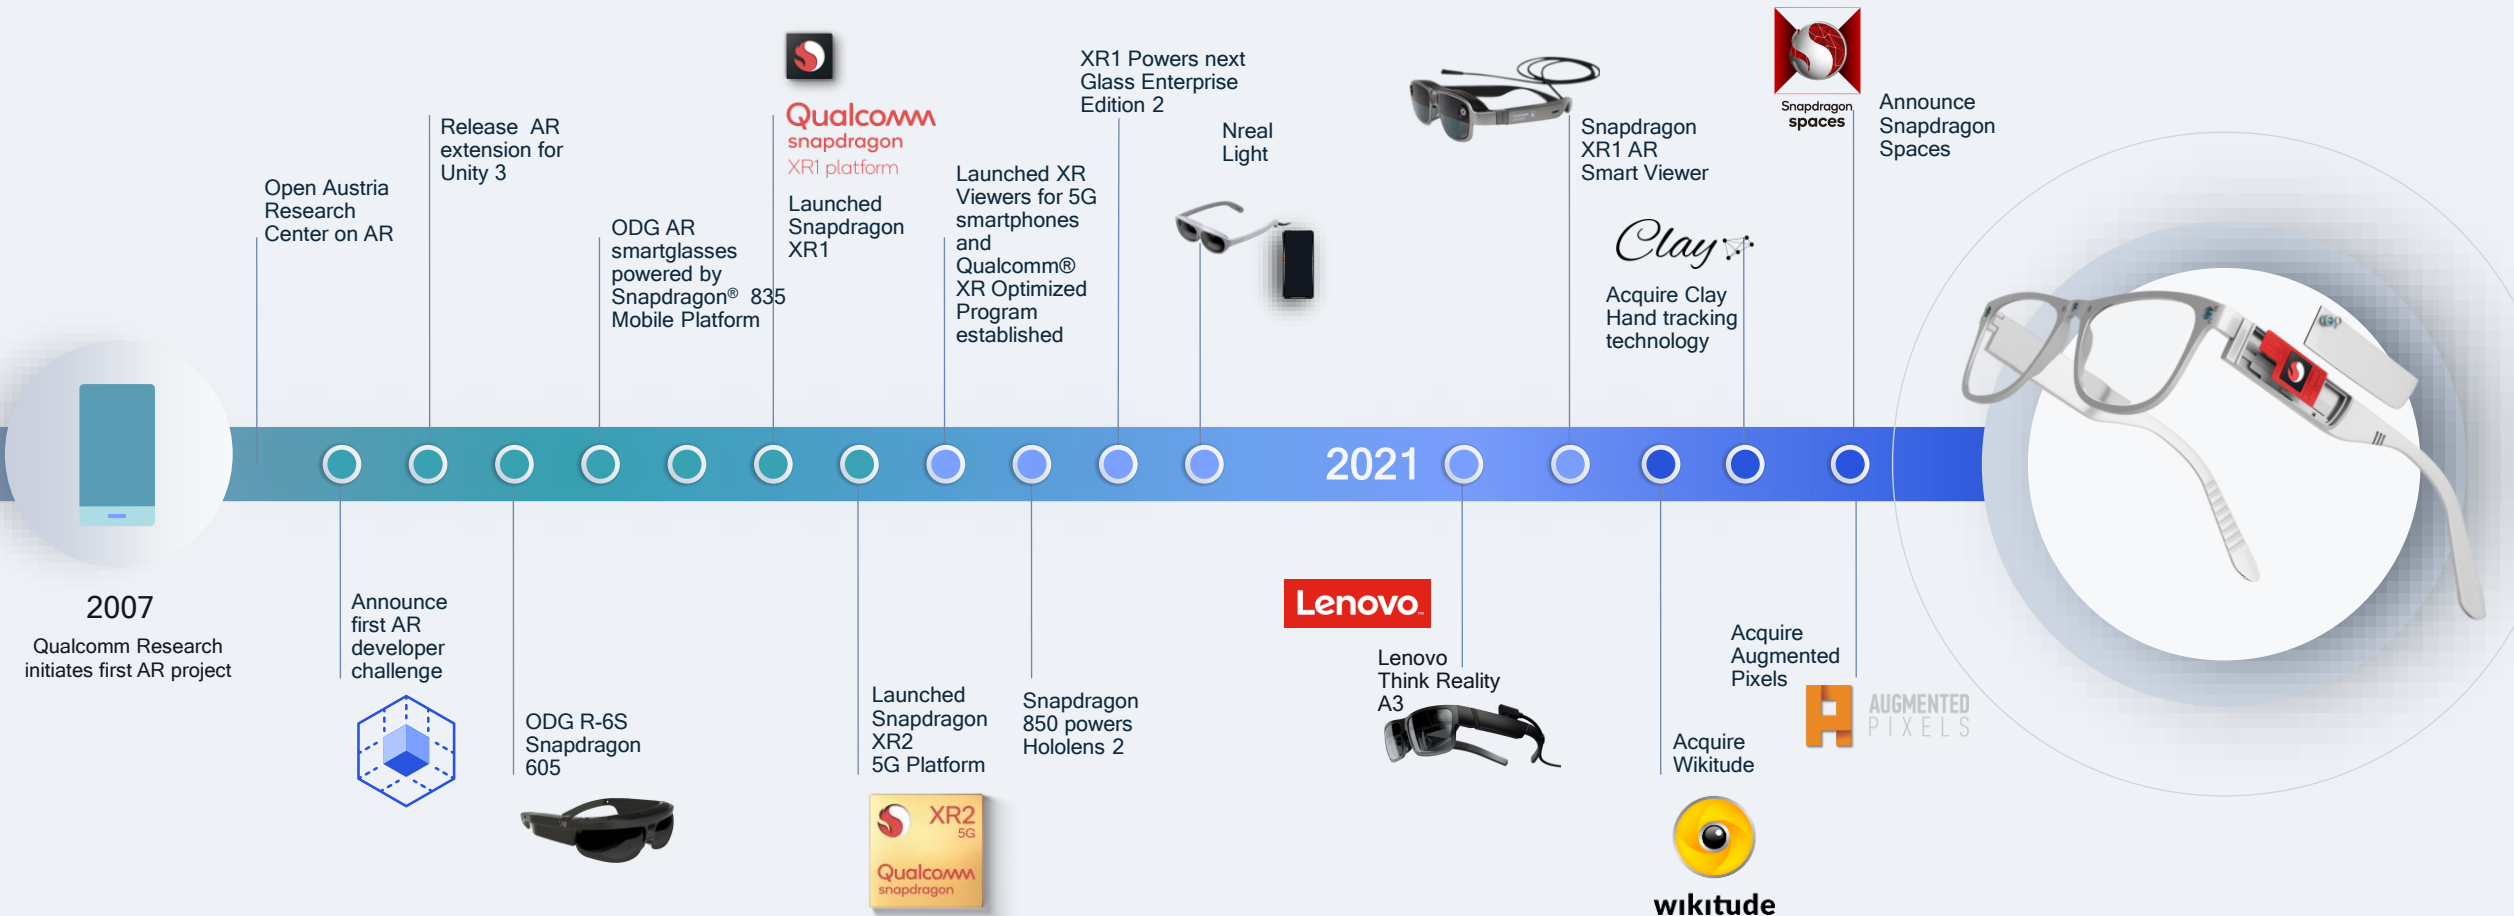 2007
Qualcomm Research
initiates first AR project
Open Austria
Research
Center on AR
Announce
first AR
developer
challenge
Release AR
extension for
Unity 3
ODG R-6S
Snapdragon
605
ODG AR
smartglasses
powered by
Snapdragon® 835
Mobile Platform
Qualcomm
snapdragon
XR1 platform
Launched
Snapdragon
XR1
Launched
Snapdragon
XR2
5G Platform
XR2
5G
Qualcomm
snapdragon
Launched XR
Viewers for 5G
smartphones
and
Qualcomm®
XR Optimized
Program
established
Snapdragon
850 powers
Hololens 2
XR1 Powers next
Glass Enterprise
Edition 2
Nreal
Light
2021
Lenovo
Lenovo
Think Reality
A3
Snapdragon
XR1 AR
Smart Viewer
Acquire
Wikitude
wikitude
Clay
Acquire Clay
Hand tracking
technology
Snapdragon
spaces
Announce
Snapdragon
Spaces
Acquire
Augmented
Pixels
AUGMENTED
PIXELS